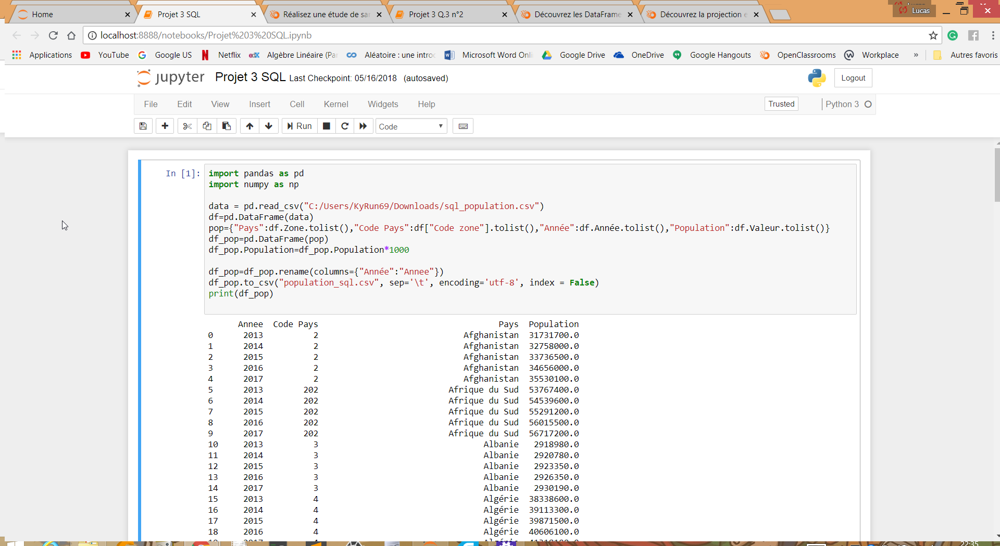 Home
Projet 3 SQL
Réalisez une étude de sa
Projet 3 Q.3 n°2
Découvrez les DataFrame
Découvrez la projection e
Lucas
localhost:8888/notebooks/Projet%203%20SQL.ipynb
Applications YouTube Google US Netflix Algèbre Linéaire (Par Aléatoire : une introd Microsoft Word Onli Google Drive OneDrive Google Hangouts OpenClassrooms Workplace » Autres favoris
jupyter Projet 3 SQL Last Checkpoint: 05/16/2018 (autosaved) Logout
File Edit View Insert Cell Kernel Widgets Help Trusted Python 3
Run Code
In [1]: import pandas as pd
import numpy as np
data = pd.read_csv("C:/Users/KyRun69/Downloads/sql_population.csv")
df=pd.DataFrame(data)
pop={"Pays":df.Zone.tolist(),"Code Pays":df["Code zone"].tolist(),"Année":df.Année.tolist(),"Population":df.Valeur.tolist()}
df_pop=pd.DataFrame(pop)
df_pop.Population=df_pop.Population*1000
df_pop=df_pop.rename(columns={"Année":"Annee"})
df_pop.to_csv("population_sql.csv", sep='\t', encoding='utf-8', index = False)
print(df_pop)
Annee Code Pays Pays Population
0 2013 2 Afghanistan 31731700.0
1 2014 2 Afghanistan 32758000.0
2 2015 2 Afghanistan 33736500.0
3 2016 2 Afghanistan 34656000.0
4 2017 2 Afghanistan 35530100.0
5 2013 202 Afrique du Sud 53767400.0
6 2014 202 Afrique du Sud 54539600.0
7 2015 202 Afrique du Sud 55291200.0
8 2016 202 Afrique du Sud 56015500.0
9 2017 202 Afrique du Sud 56717200.0
10 2013 3 Albanie 2918980.0
11 2014 3 Albanie 2920780.0
12 2015 3 Albanie 2923350.0
13 2016 3 Albanie 2926350.0
14 2017 3 Albanie 2930190.0
15 2013 4 Algérie 38338600.0
16 2014 4 Algérie 39113300.0
17 2015 4 Algérie 39871500.0
18 2016 4 Algérie 40606100.0
22:35